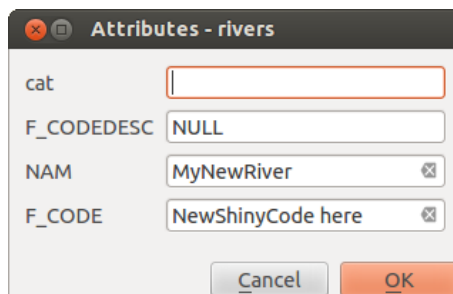 Attributes - rivers
cat
F_CODEDESC NULL
NAM MyNewRiver
F_CODE NewShinyCode here
Cancel OK